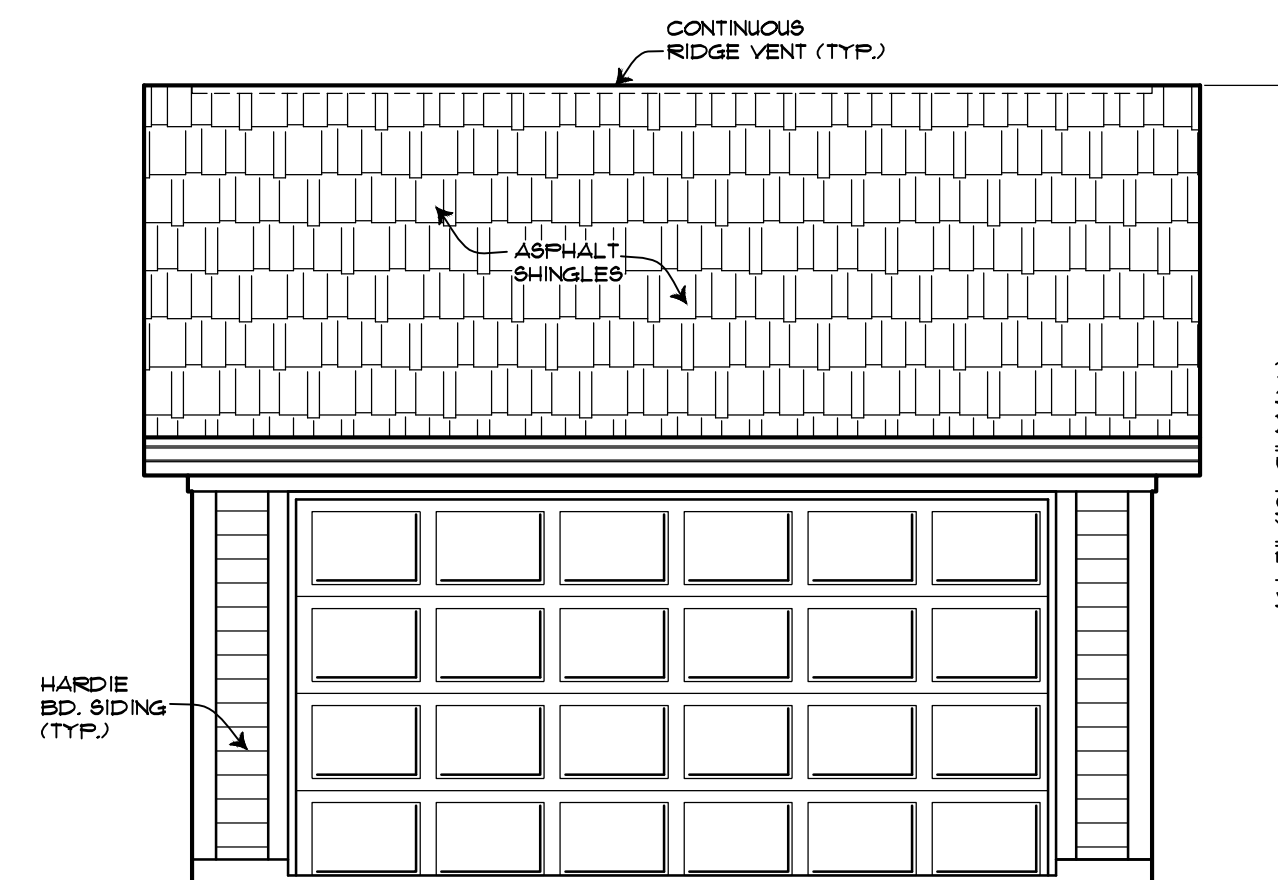 CONTINUOUS
RIDGE VENT (TYP.)
ASPHALT
SHINGLES
HARDIE
BD. SIDING
(TYP.)